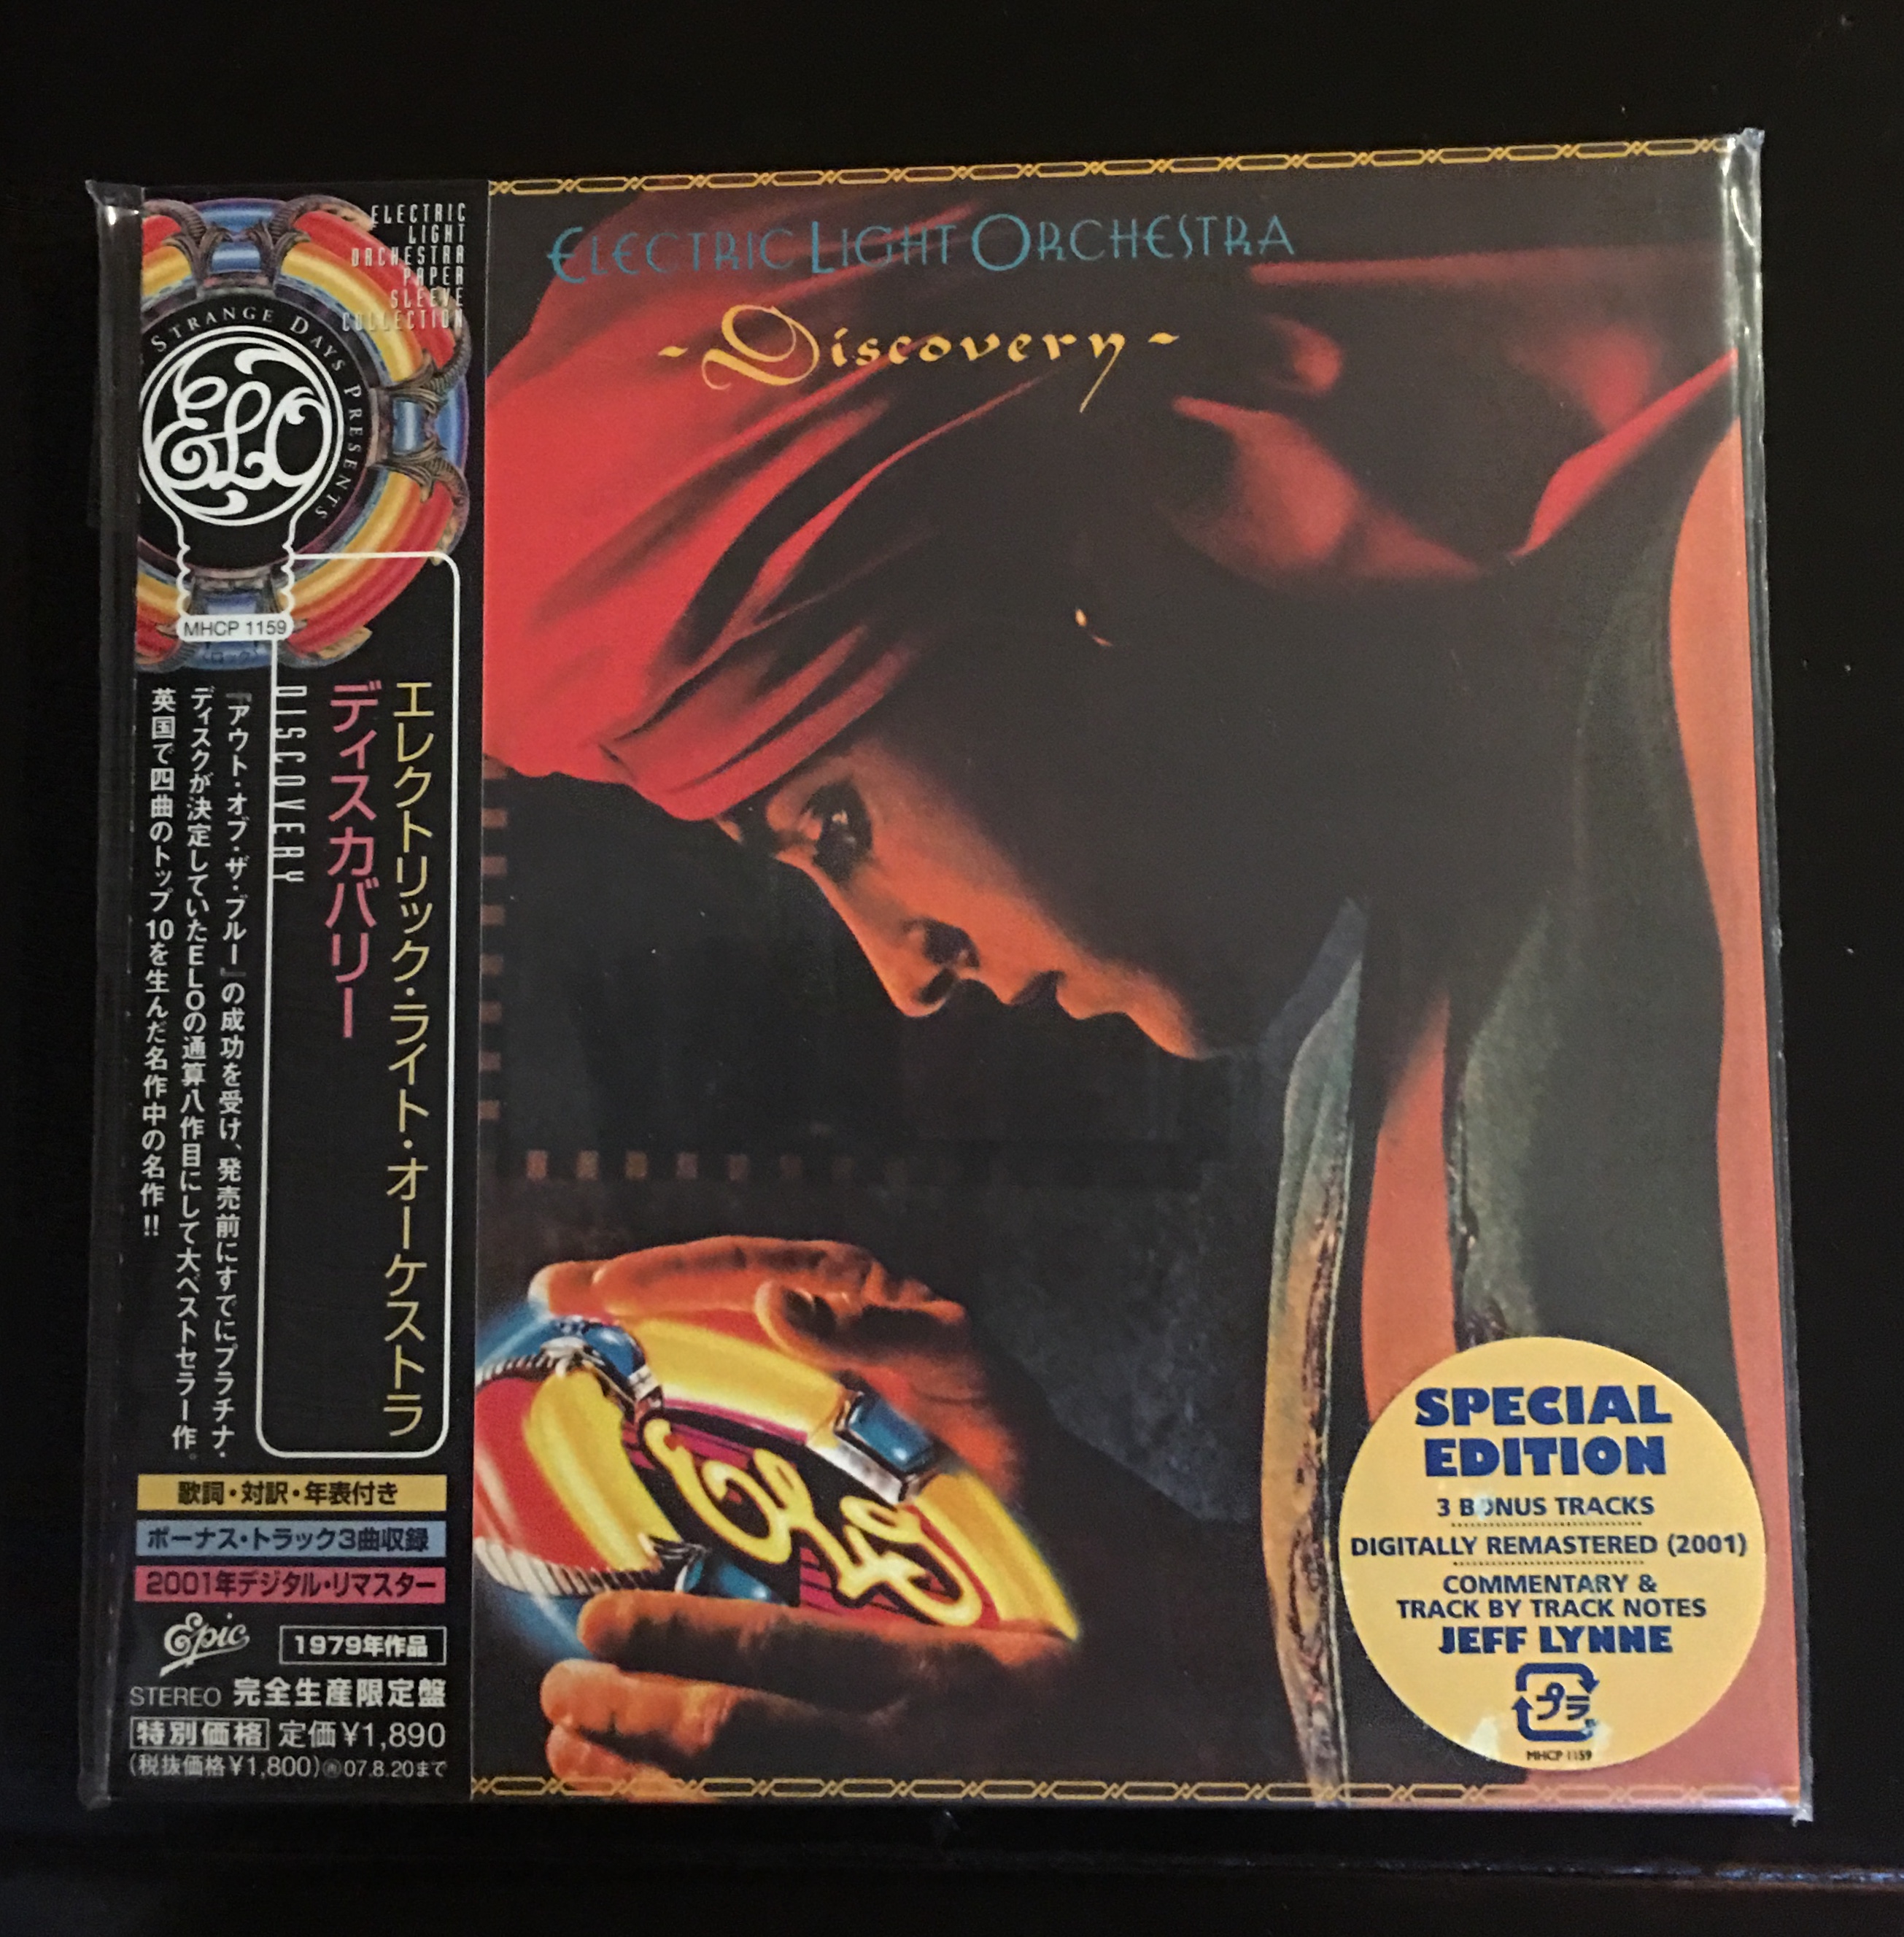 ELECTRIC
LIGHT
ORCHESTRA
PAPER
SLEEVE
COLLECTION
STRANGE DAYS PRESENTS
ELO
MHCP 1159
エレクトリック・ライト・オーケストラ
ディスカバリー
DISCOVERY
『アウト・オブ・ザ・ブルー』の成功を受け、発売前にすでにプラチナ・
ディスクが決定していたELOの通算八作目にして大ベストセラー作。
英国で四曲のトップ10を生んだ名作中の名作!!
歌詞・対訳・年表付き
ボーナス・トラック3曲収録
2001年デジタル・リマスター
Epic 1979年作品
STEREO 完全生産限定盤
特別価格 定価¥1,890
(税抜価格¥1,800)㊐07.8.20まで
ELECTRIC LIGHT ORCHESTRA
-Discovery-
ELO
SPECIAL
EDITION
3 BONUS TRACKS
DIGITALLY REMASTERED (2001)
COMMENTARY &
TRACK BY TRACK NOTES
JEFF LYNNE
プラ
MHCP 1159